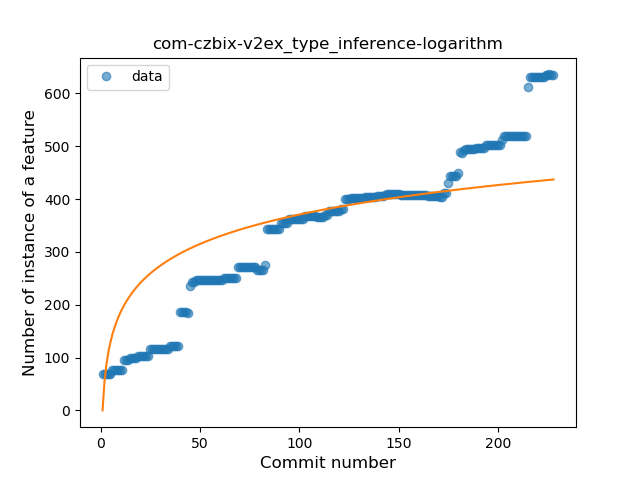 com-czbix-v2ex_type_inference-logarithm
data
Number of instance of a feature
600
500
400
300
200
100
0
0 50 100 150 200
Commit number